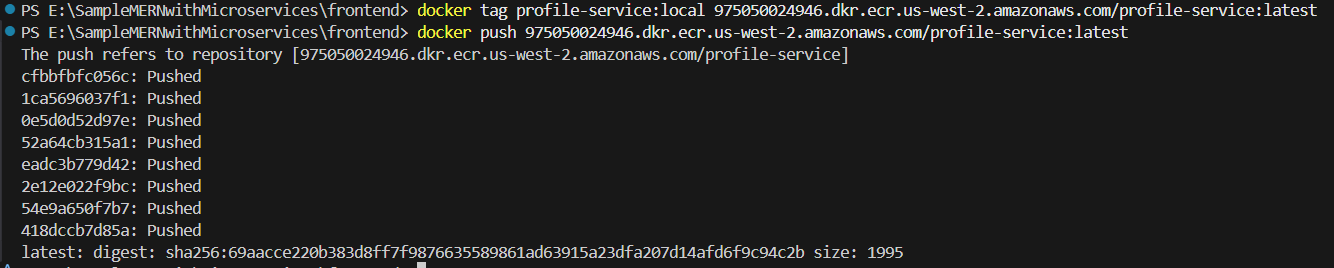 PS E:\SampleMERNwithMicroservices\frontend> docker tag profile-service:local 975050024946.dkr.ecr.us-west-2.amazonaws.com/profile-service:latest
PS E:\SampleMERNwithMicroservices\frontend> docker push 975050024946.dkr.ecr.us-west-2.amazonaws.com/profile-service:latest
The push refers to repository [975050024946.dkr.ecr.us-west-2.amazonaws.com/profile-service]
cfbbfbfc056c: Pushed
1ca5696037f1: Pushed
0e5d0d52d97e: Pushed
52a64cb315a1: Pushed
eadc3b779d42: Pushed
2e12e022f9bc: Pushed
54e9a650f7b7: Pushed
418dccb7d85a: Pushed
latest: digest: sha256:69aacce220b383d8ff7f9876635589861ad63915a23dfa207d14afd6f9c94c2b size: 1995